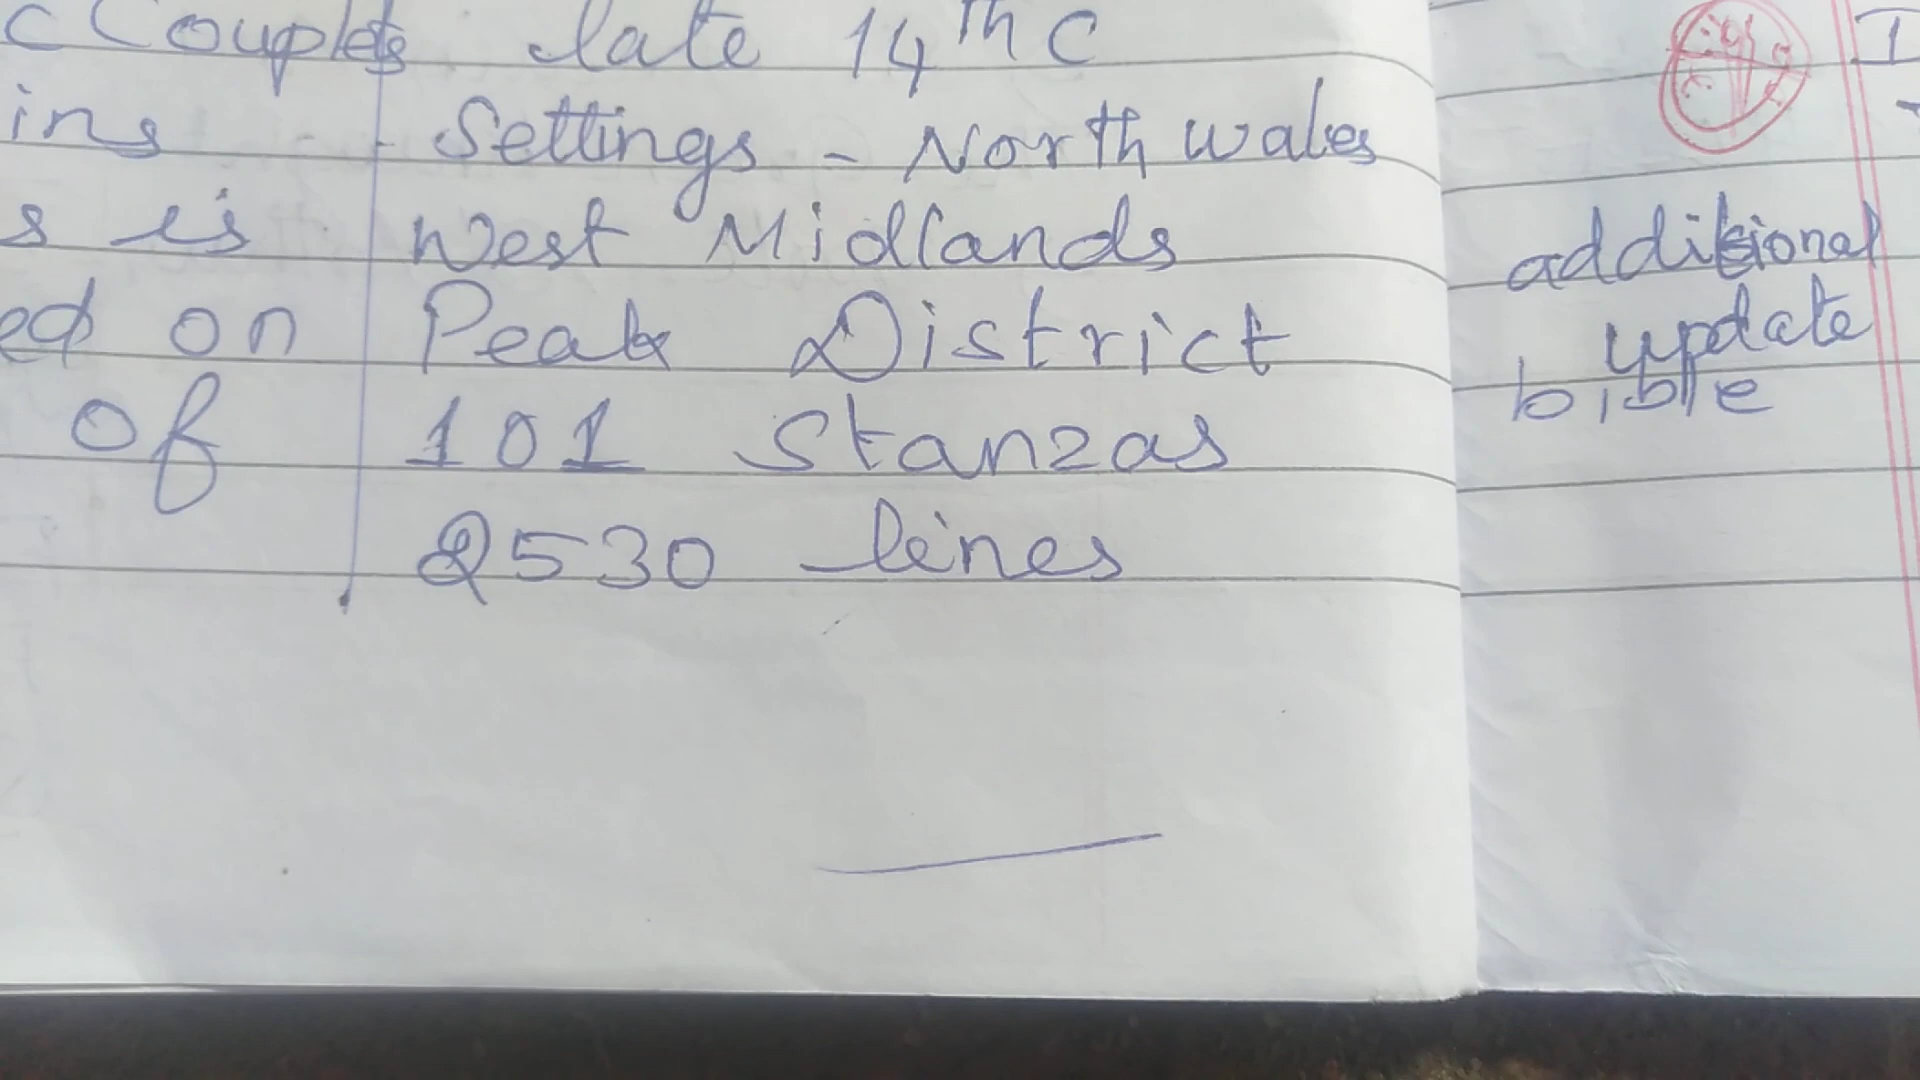 c Couplets late 14th C
ins - Settings - North wales
s is West Midlands
ed on Peak District
of 101 Stanzas
2530 lines
additional
update
bible